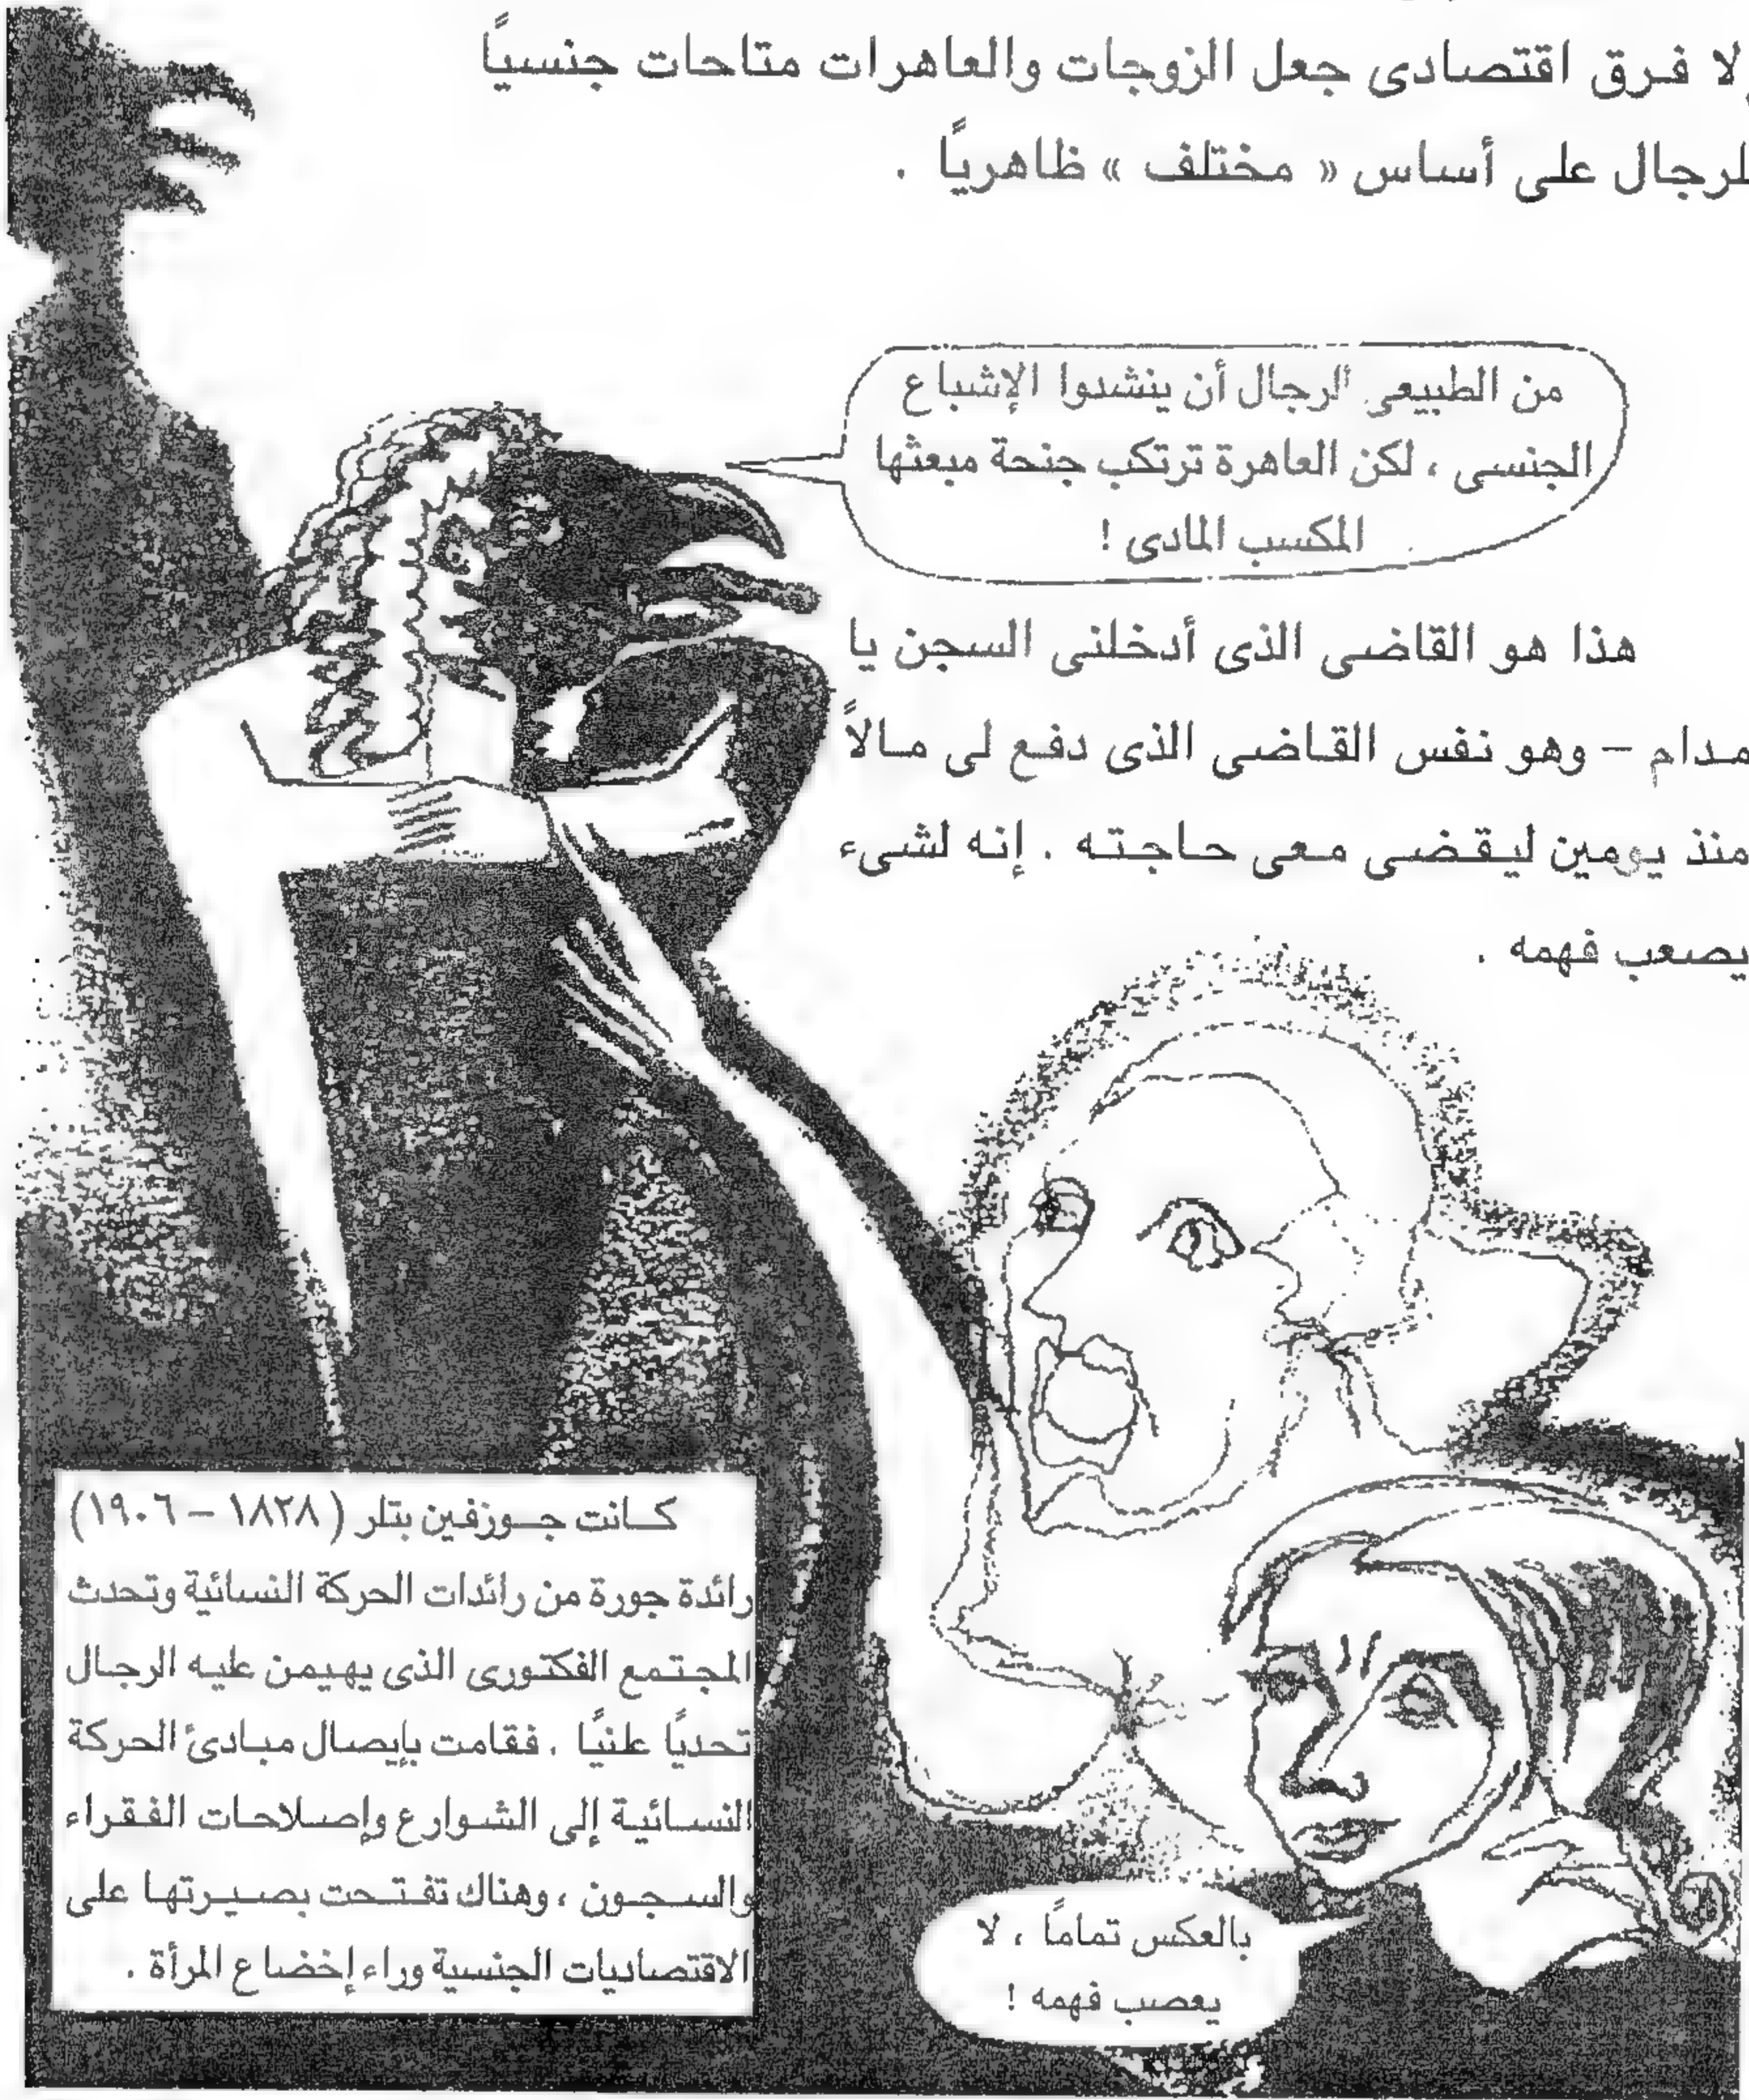 لا فرق اقتصادى جعل الزوجات والعاهرات متاحات جنسياً
للرجال على أساس « مختلف » ظاهرياً .
من الطبيعى الرجال أن ينشدوا الإشباع
الجنسى ، لكن العاهرة ترتكب جنحة مبعثها
المكسب المادى !
هذا هو القاضى الذى أدخلنى السجن يا
مدام – وهو نفس القاضى الذى دفع لى مالاً
منذ يومين ليقضى معى حاجته . إنه لشىء
يصعب فهمه .
كانت جوزفين بتلر ( ١٨٢٨ – ١٩٠٦)
رائدة جورة من رائدات الحركة النسائية وتحدث
المجتمع الفكتورى الذى يهيمن عليه الرجال
تحديًا علنيًا . فقامت بإيصال مبادئ الحركة
النسائية إلى الشوارع وإصلاحات الفقراء
والسجون ، وهناك تفتحت بصيرتها على
الاقتصاديات الجنسية وراء إخضاع المرأة .
بالعكس تماماً ، لا
يعصب فهمه !